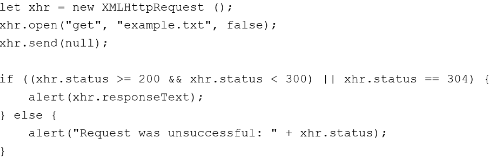 let xhr = new XMLHttpRequest ();
xhr.open("get", "example.txt", false);
xhr.send(null);
if ((xhr.status >= 200 && xhr.status < 300) || xhr.status == 304) {
    alert(xhr.responseText);
} else {
    alert("Request was unsuccessful: " + xhr.status);
}